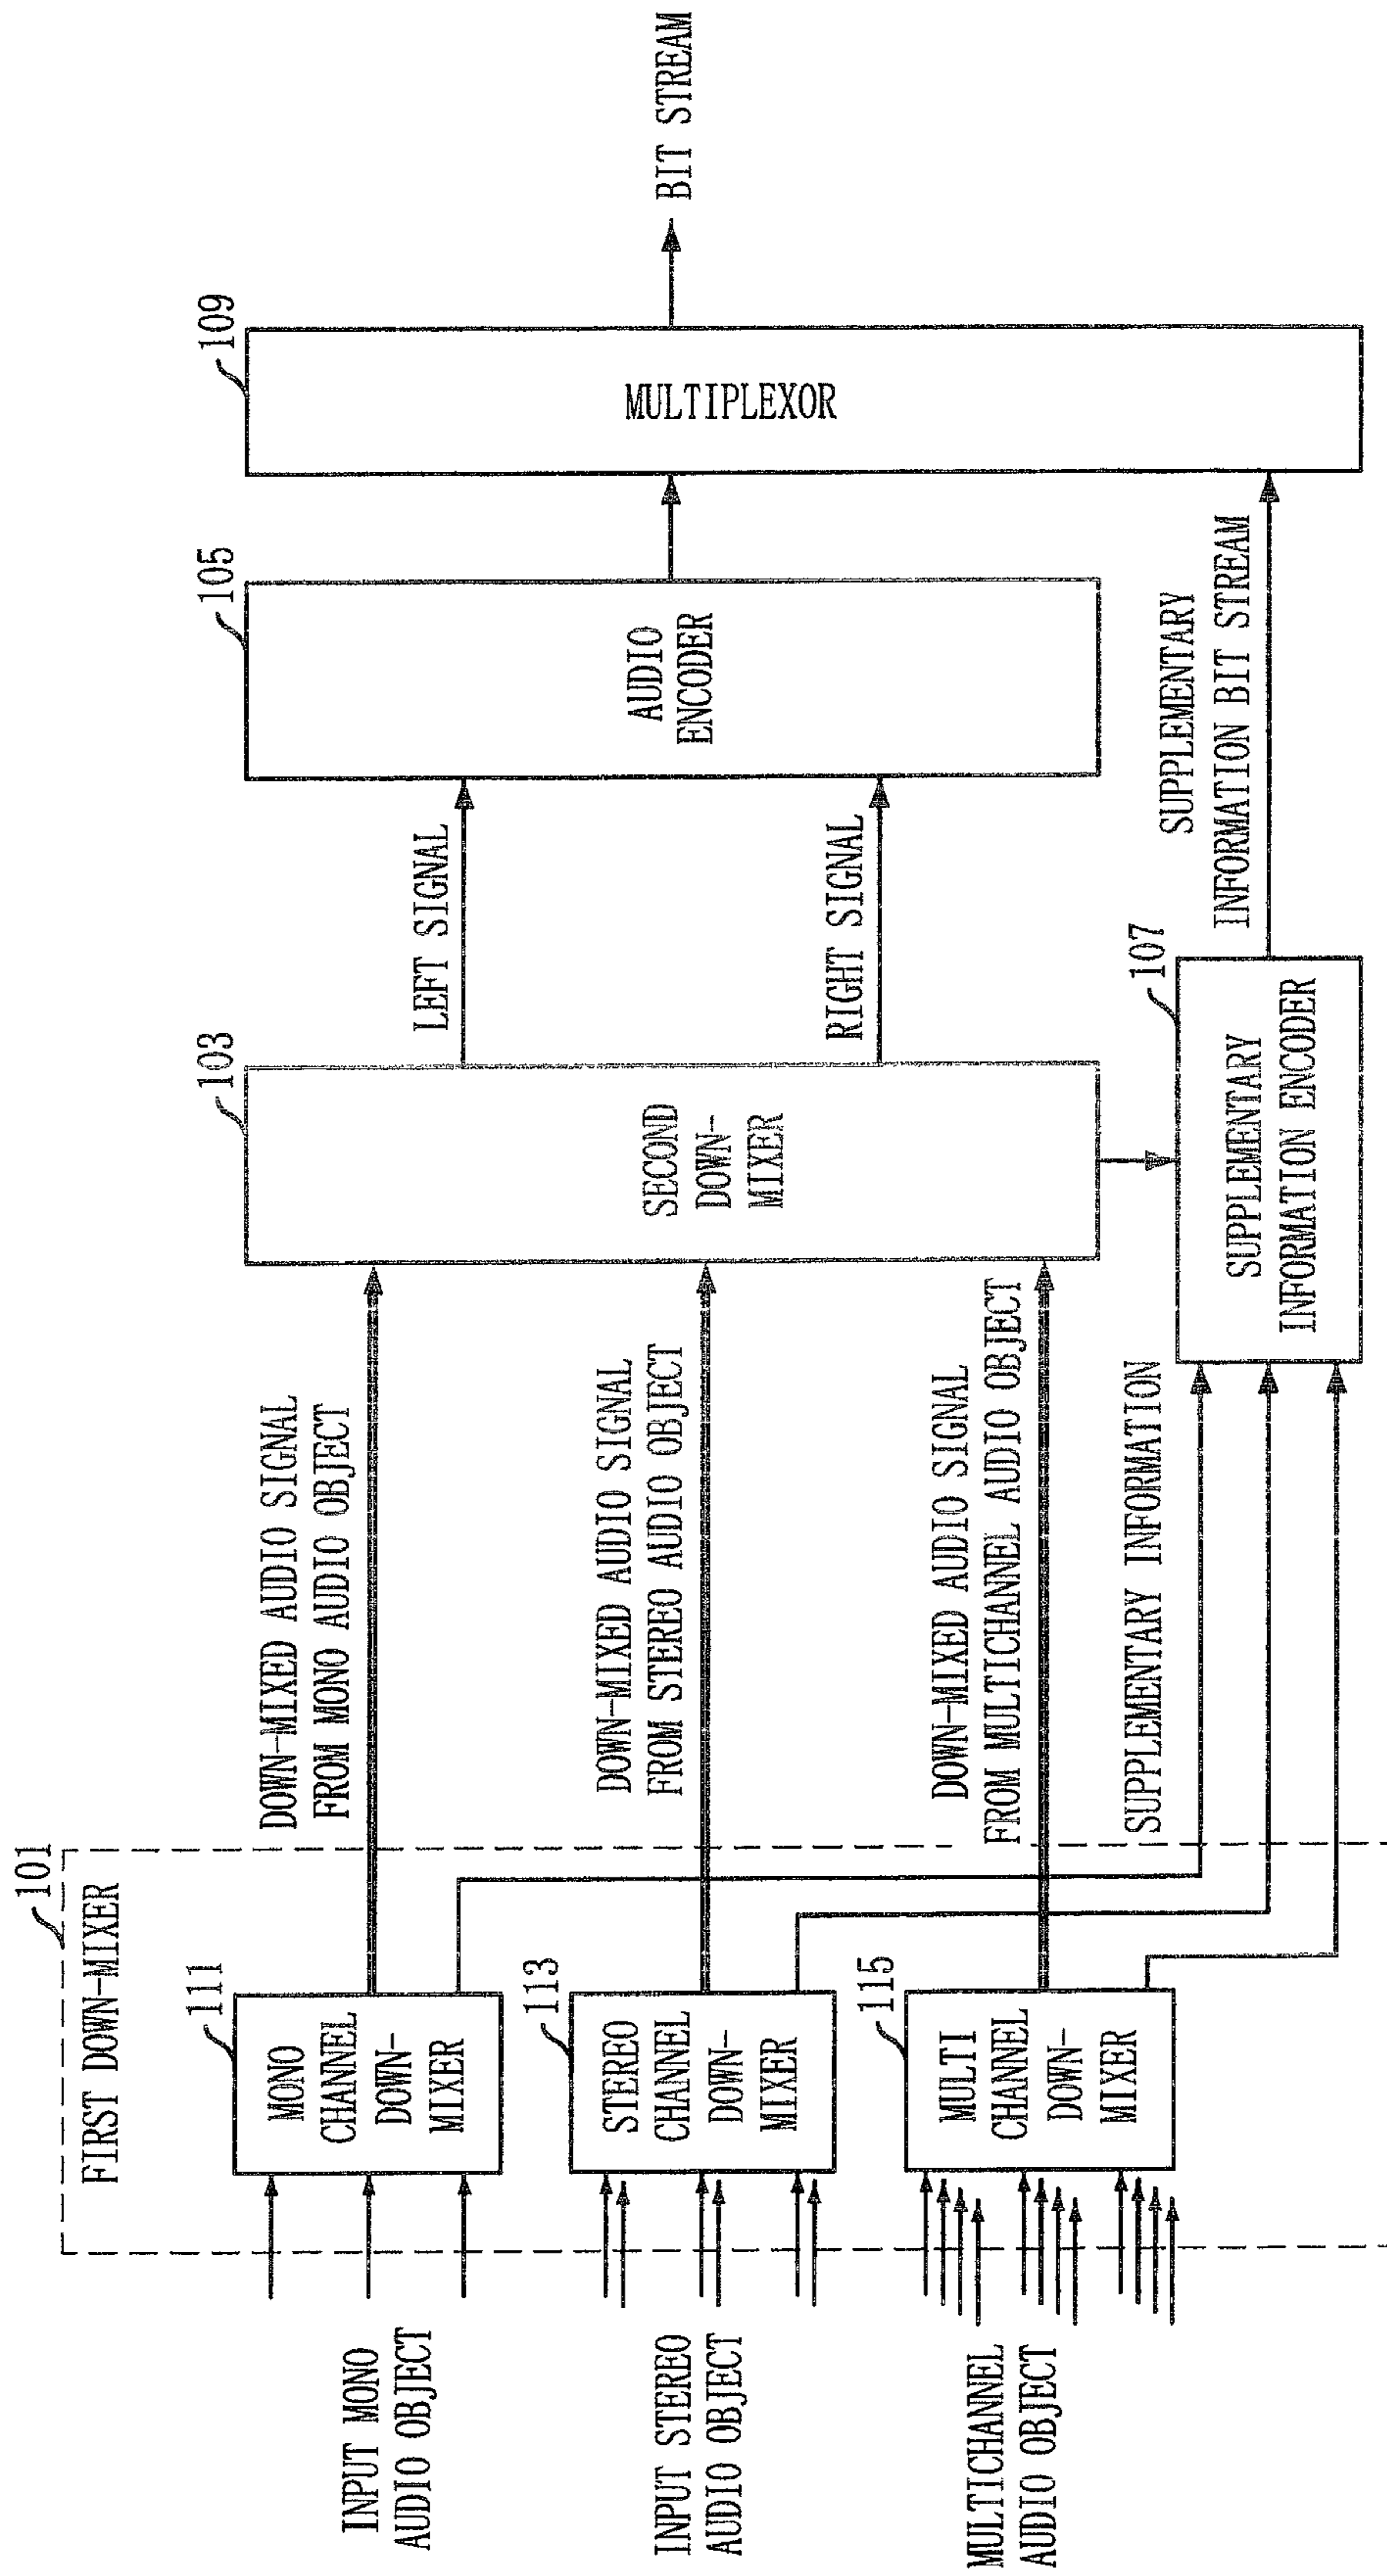 101
FIRST DOWN-MIXER
INPUT MONO
AUDIO OBJECT
111
MONO
CHANNEL
DOWN-
MIXER
DOWN-MIXED AUDIO SIGNAL
FROM MONO AUDIO OBJECT
INPUT STEREO
AUDIO OBJECT
113
STEREO
CHANNEL
DOWN-
MIXER
DOWN-MIXED AUDIO SIGNAL
FROM STEREO AUDIO OBJECT
MULTICHANNEL
AUDIO OBJECT
115
MULTI
CHANNEL
DOWN-
MIXER
DOWN-MIXED AUDIO SIGNAL
FROM MULTICHANNEL AUDIO OBJECT
SUPPLEMENTARY INFORMATION
103
SECOND
DOWN-
MIXER
LEFT SIGNAL
RIGHT SIGNAL
107
SUPPLEMENTARY
INFORMATION ENCODER
SUPPLEMENTARY
INFORMATION BIT STREAM
105
AUDIO
ENCODER
109
MULTIPLEXOR
BIT STREAM